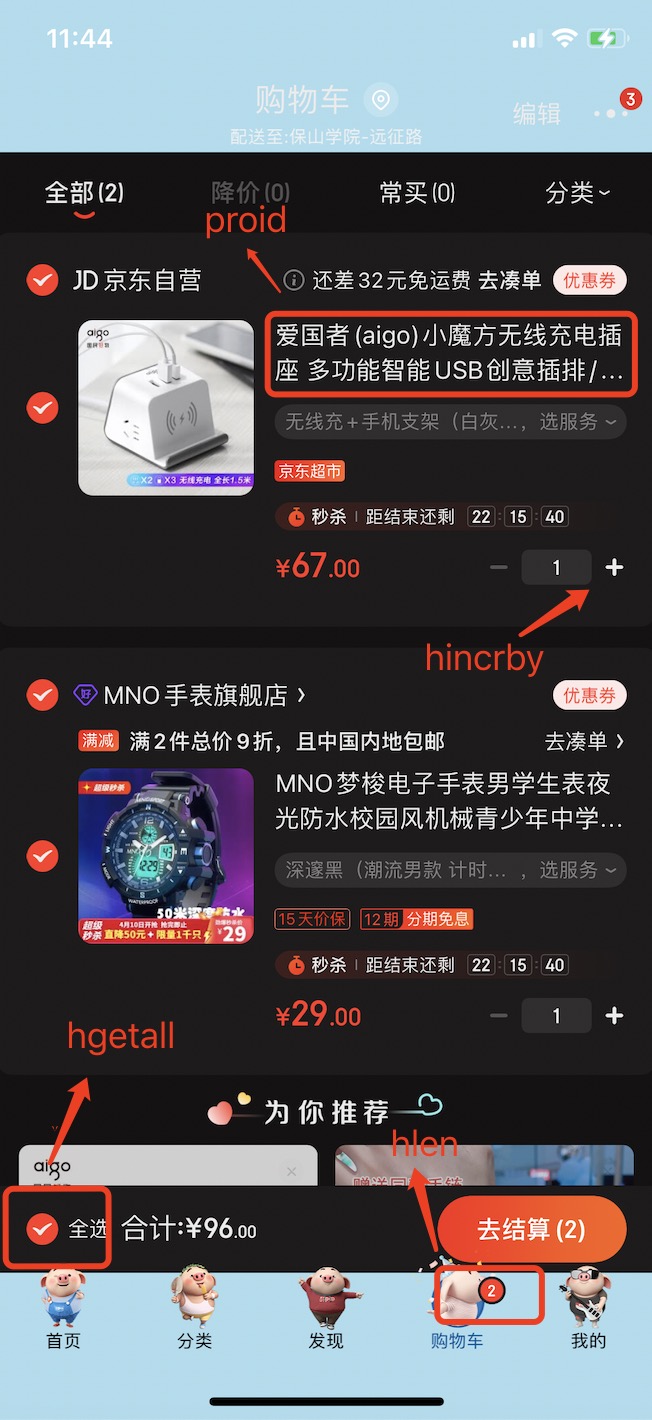 11:44
购物车
编辑
3
配送至:保山学院-远征路
全部(2)
降价(0)
常买(0)
分类
proid
JD 京东自营
还差32元免运费 去凑单
优惠券
aigo
爱国者(aigo)小魔方无线充电插
座 多功能智能USB创意插排/...
无线充+手机支架（白灰...，选服务
X2 X3 无线充电 全长1.5米
京东超市
秒杀 距结束还剩 22:15:40
¥67.00
1
hincrby
好 MNO手表旗舰店
优惠券
满减 满2件总价9折，且中国内地包邮
去凑单
超级秒杀
MNO梦梭电子手表男学生表夜
光防水校园风机械青少年中学...
深邃黑（潮流男款 计时... ，选服务
50米深度防水
超级
秒杀
4月10日开抢 抢完即止
直降50元+限量1千只
¥29
15天价保
12期 分期免息
秒杀 距结束还剩 22:15:40
¥29.00
1
hgetall
为你推荐
hlen
aigo
全选
合计:¥96.00
去结算(2)
2
首页
分类
发现
购物车
我的